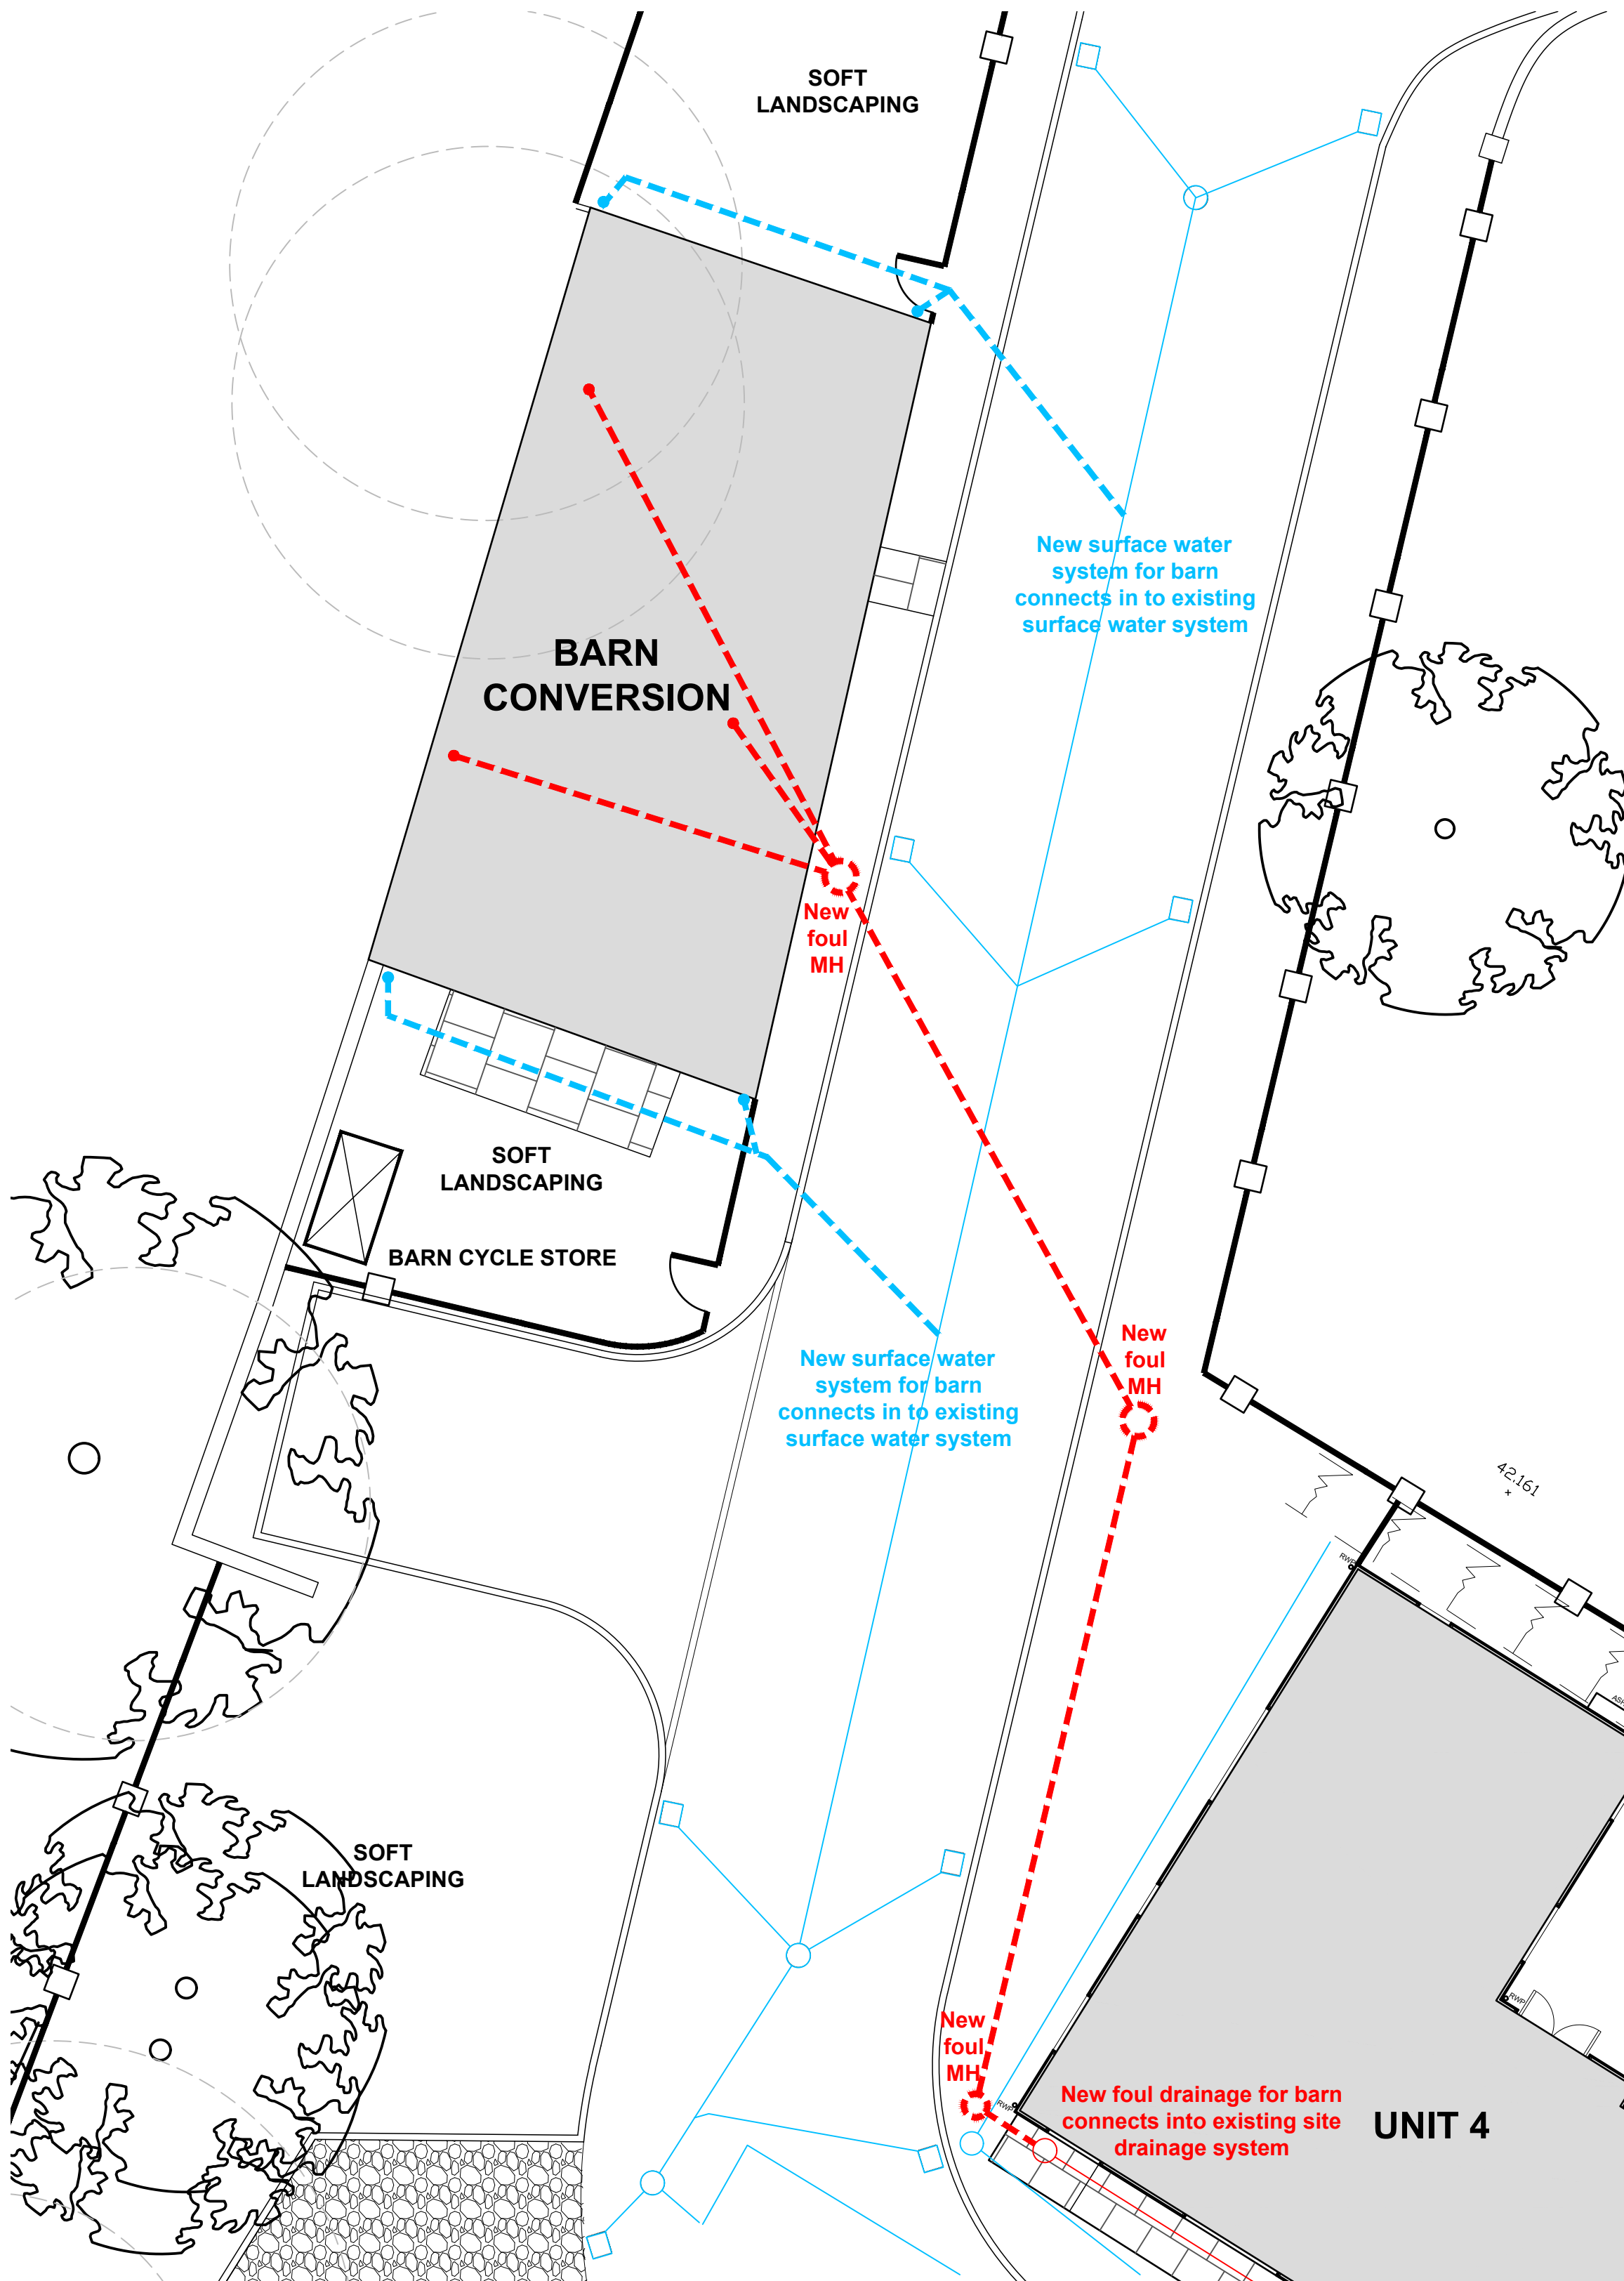 SOFT
LANDSCAPING
New surface water
system for barn
connects in to existing
surface water system
BARN
CONVERSION
New
foul
MH
SOFT
LANDSCAPING
BARN CYCLE STORE
New
foul
MH
New surface water
system for barn
connects in to existing
surface water system
42.161
RWP
SOFT
LANDSCAPING
RWP
New
foul
MH
RWP
New foul drainage for barn
connects into existing site
drainage system
UNIT 4